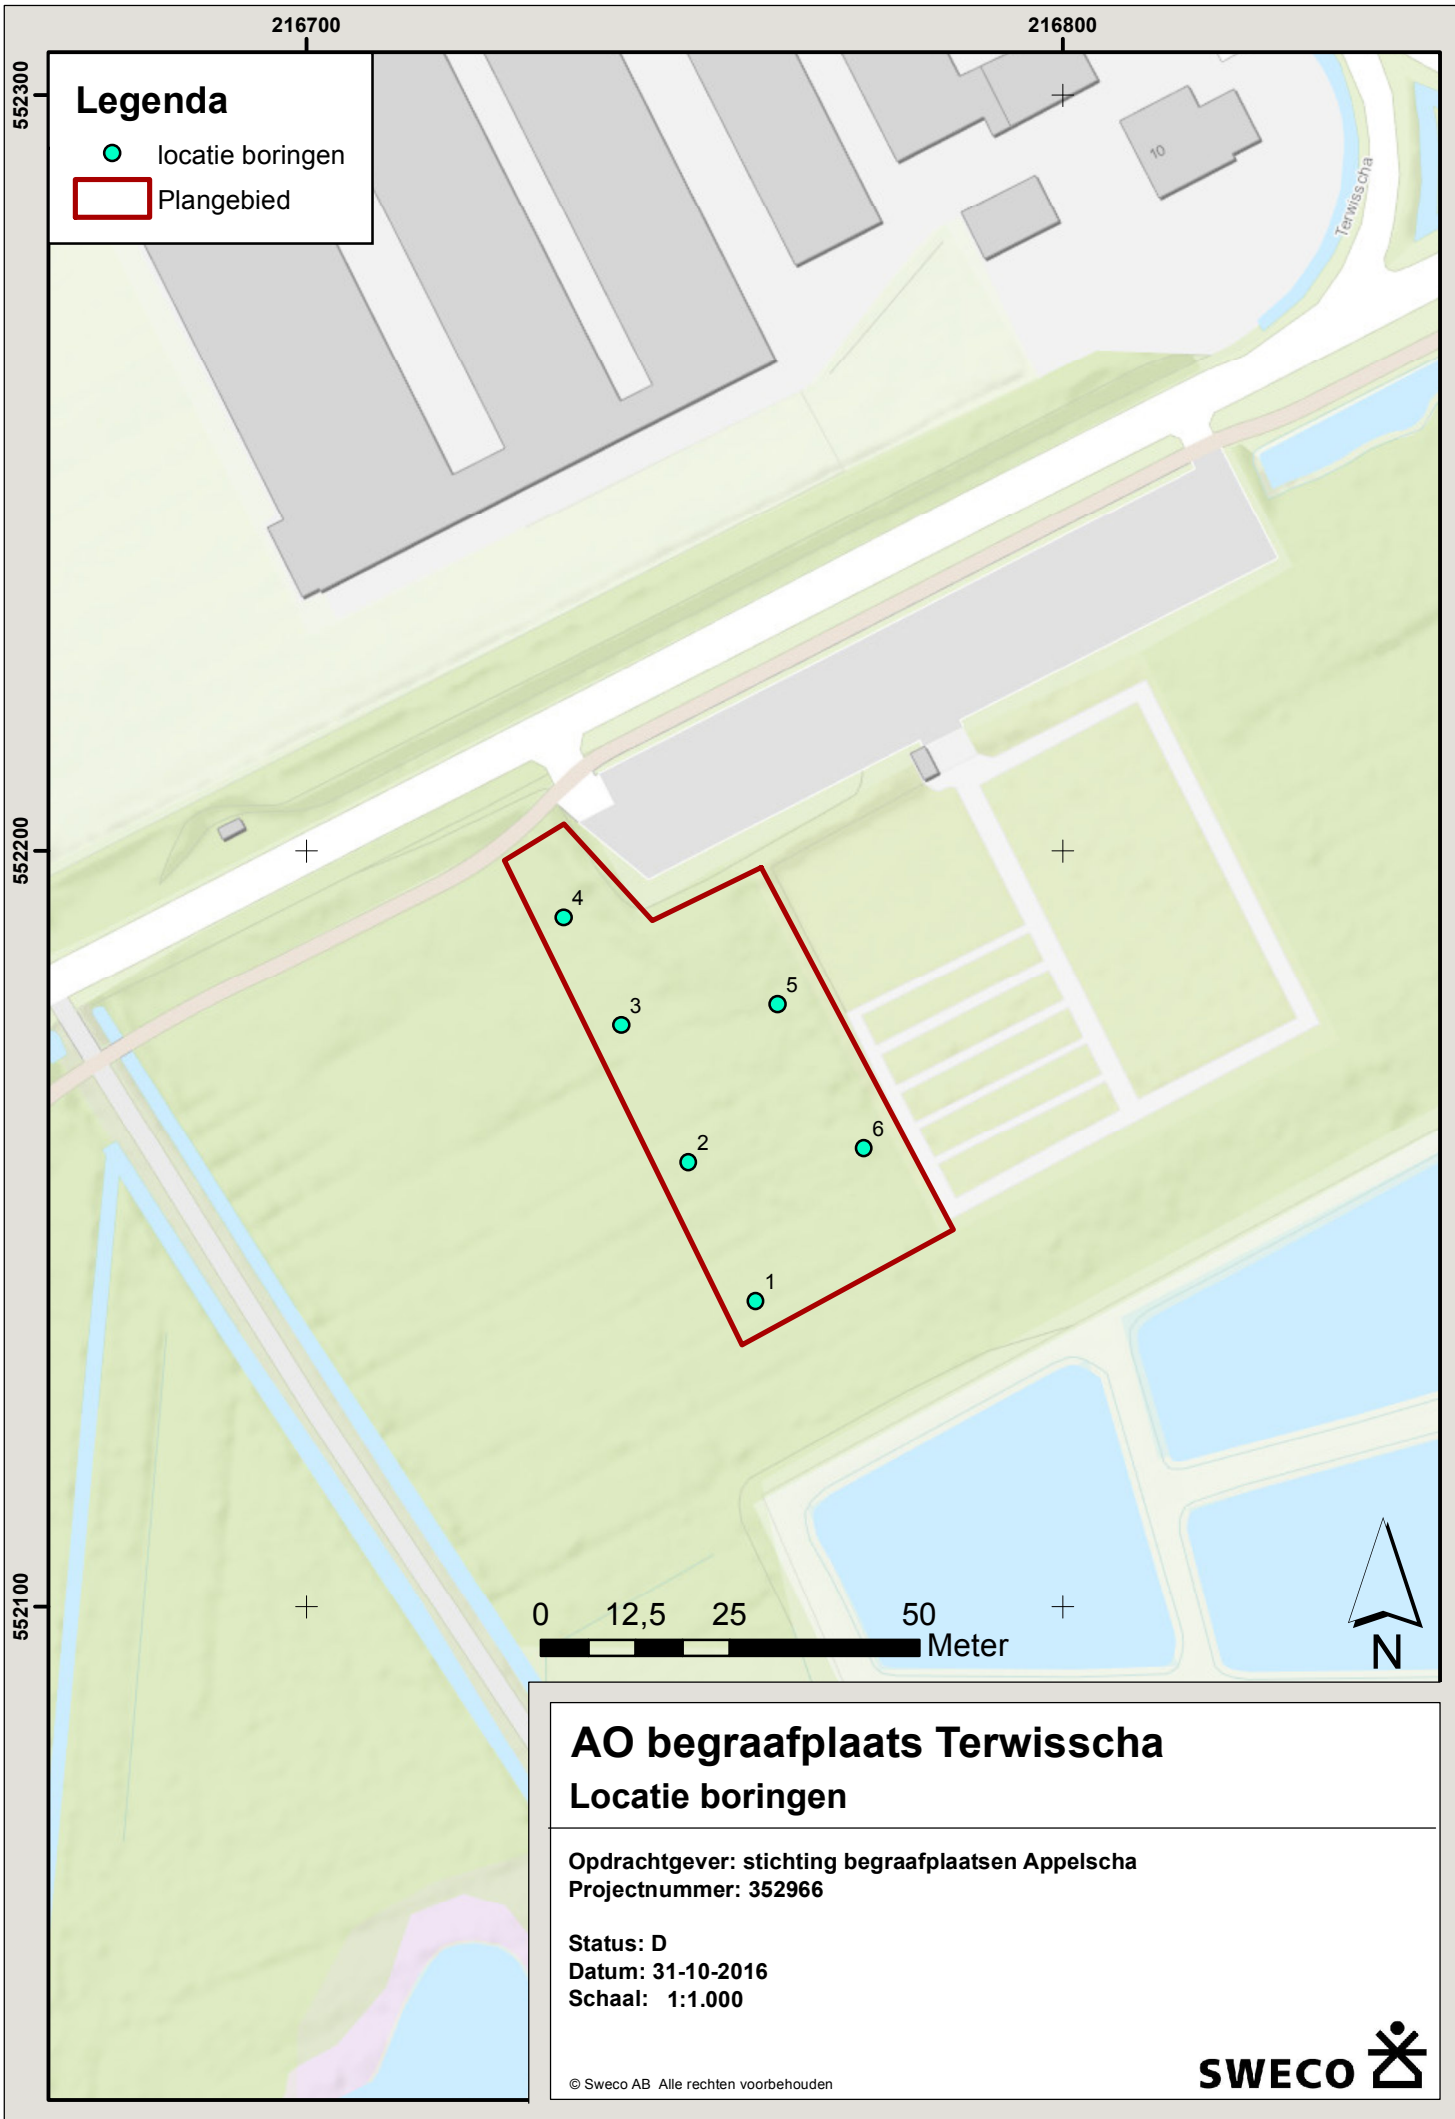 216700
216800
552300
552200
552100
Legenda
locatie boringen
Plangebied
10
Terwisscha
4
5
3
6
2
1
0 12,5 25 50
Meter
N
AO begraafplaats Terwisscha
Locatie boringen
Opdrachtgever: stichting begraafplaatsen Appelscha
Projectnummer: 352966
Status: D
Datum: 31-10-2016
Schaal: 1:1.000
© Sweco AB Alle rechten voorbehouden
SWECO